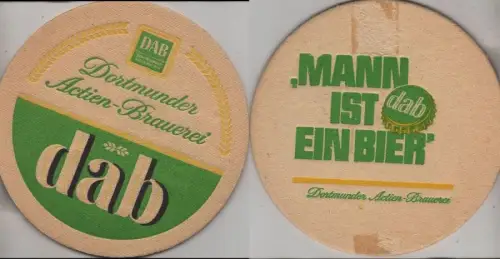 DAB
Dortmunder
Actien-Brauerei
dab
„MANN
IST
EIN BIER“
dab
Dortmunder Actien-Brauerei